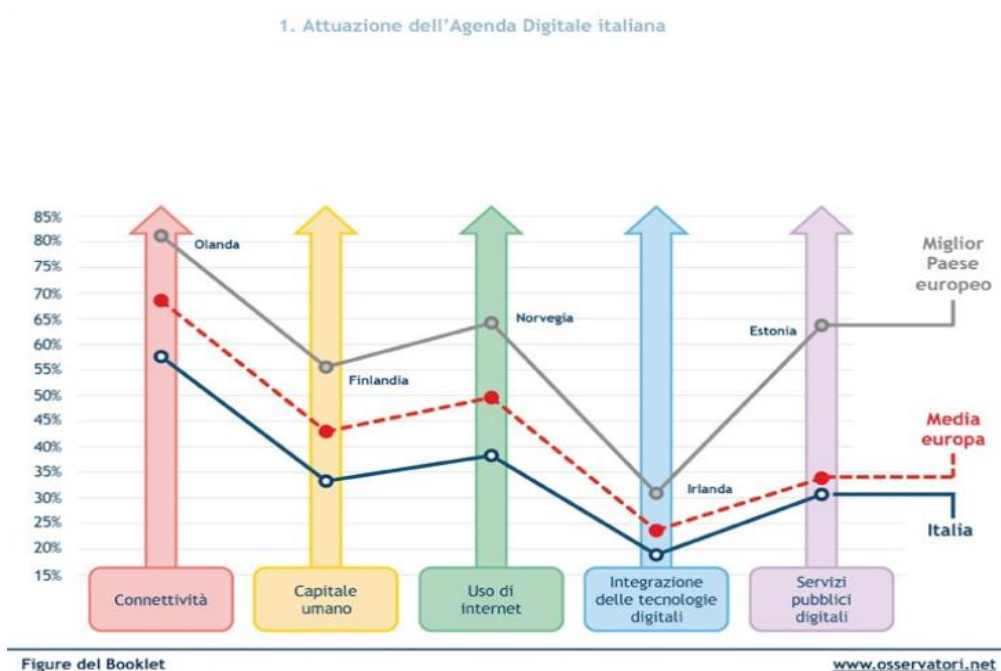 1. Attuazione dell'Agenda Digitale italiana
85%
80%
75%
70%
65%
60%
55%
50%
45%
40%
35%
30%
25%
20%
15%
Olanda
Finlandia
Norvegia
Irlanda
Estonia
Miglior
Paese
europeo
Media
europa
Italia
Connettività
Capitale
umano
Uso di
internet
Integrazione
delle tecnologie
digitali
Servizi
pubblici
digitali
Figure del Booklet
www.osservatori.net